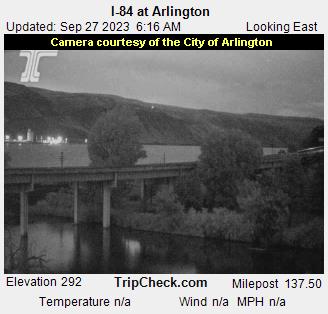 I-84 at Arlington
Updated: Sep 27 2023 6:16 AM Looking East
Camera courtesy of the City of Arlington
Elevation 292 TripCheck.com Milepost 137.50
Temperature n/a Wind n/a MPH n/a